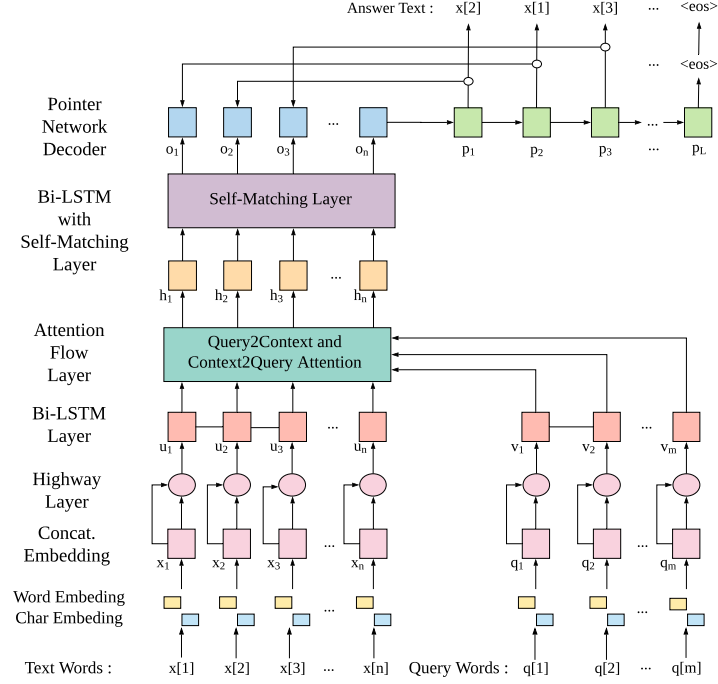 Answer Text : x[2] x[1] x[3] ... <eos>
... <eos>
Pointer
Network
Decoder
...
o1 o2 o3 on p1 p2 p3 ... pL
...
Bi-LSTM
with
Self-Matching
Layer
Self-Matching Layer
...
h1 h2 h3 hn
Attention
Flow
Layer
Query2Context and
Context2Query Attention
Bi-LSTM
Layer
... ...
u1 u2 u3 un v1 v2 vm
Highway
Layer
Concat.
Embedding
... ...
x1 x2 x3 xn q1 q2 qm
Word Embeding
Char Embeding
... ...
Text Words : x[1] x[2] x[3] ... x[n] Query Words : q[1] q[2] ... q[m]